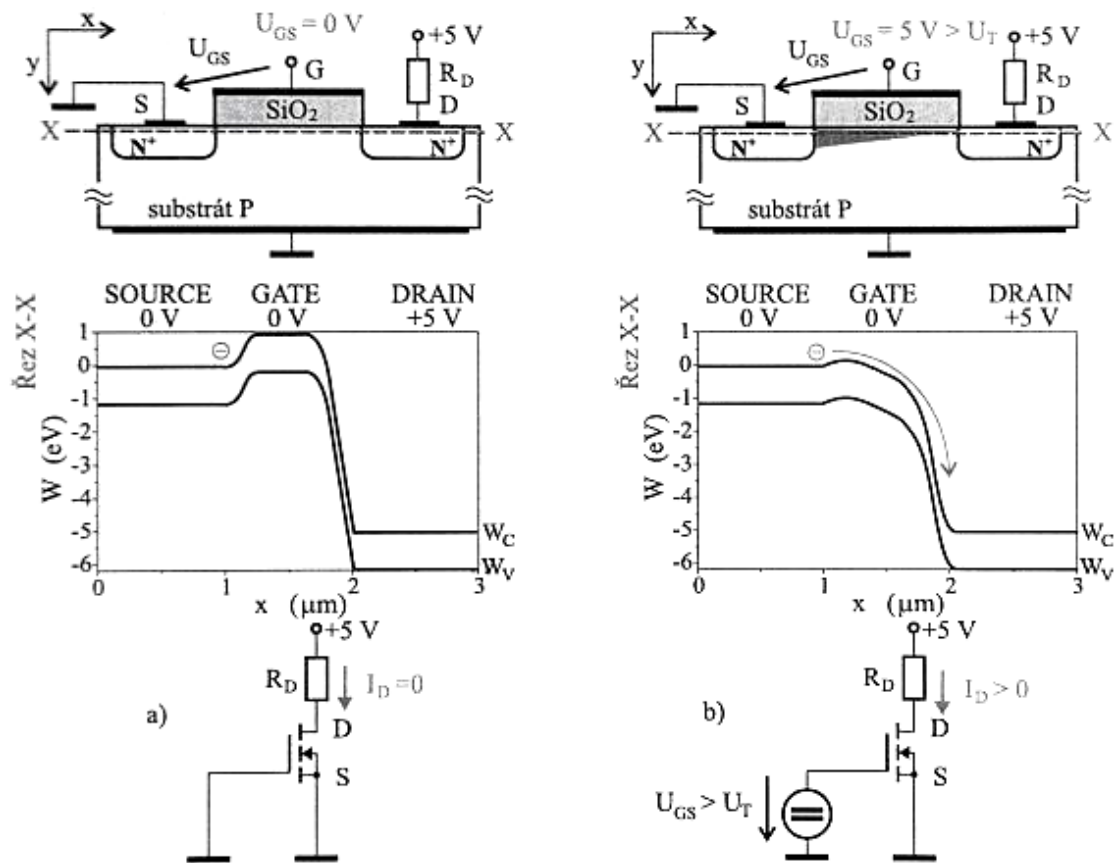 x
U_GS = 0 V
+5 V
y
U_GS
G
R_D
S
D
SiO₂
X
X
N⁺
N⁺
substrát P
SOURCE
GATE
DRAIN
0 V
0 V
+5 V
Řez X-X
W (eV)
1
0
-1
-2
-3
-4
-5
-6
W_C
W_V
0
1
2
3
x (µm)
+5 V
R_D
I_D = 0
a)
D
S
x
U_GS = 5 V > U_T
+5 V
y
U_GS
G
R_D
S
D
SiO₂
X
X
N⁺
N⁺
substrát P
SOURCE
GATE
DRAIN
0 V
0 V
+5 V
Řez X-X
W (eV)
1
0
-1
-2
-3
-4
-5
-6
W_C
W_V
0
1
2
3
x (µm)
+5 V
R_D
I_D > 0
b)
D
S
U_GS > U_T